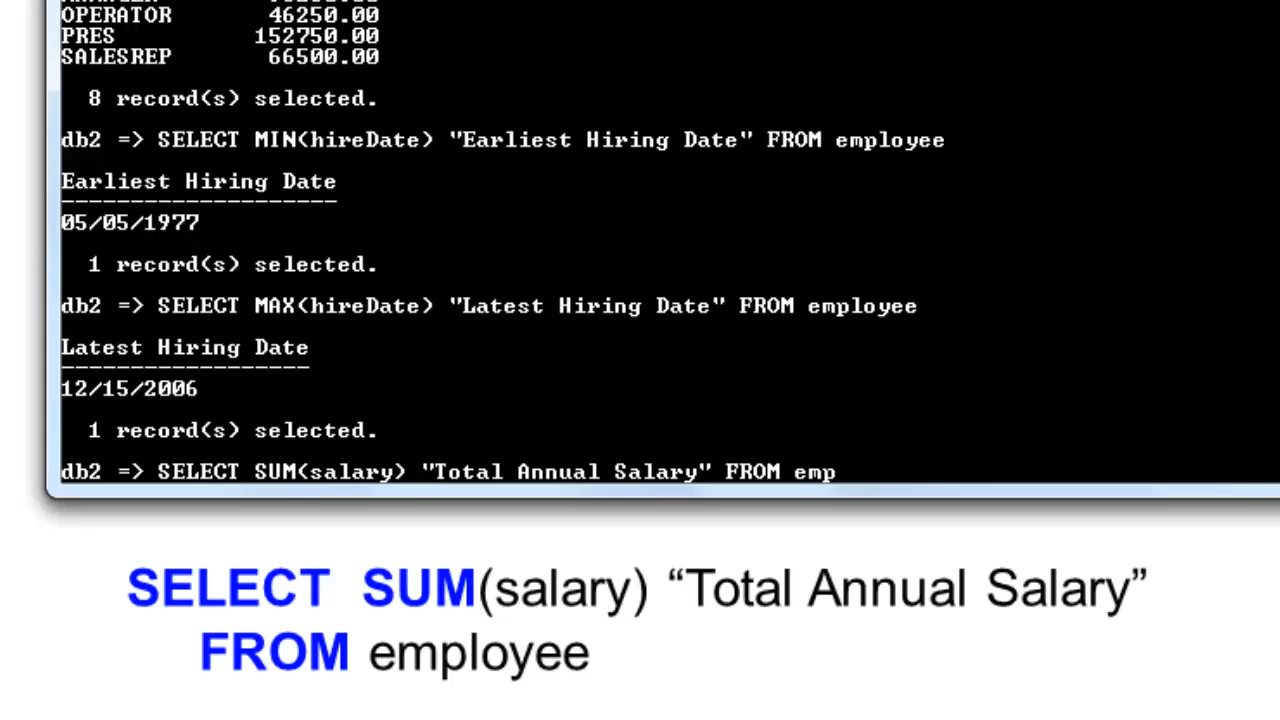 OPERATOR 46250.00
PRES 152750.00
SALESREP 66500.00
8 record(s) selected.
db2 => SELECT MIN(hireDate) "Earliest Hiring Date" FROM employee
Earliest Hiring Date
--------------------
05/05/1977
1 record(s) selected.
db2 => SELECT MAX(hireDate) "Latest Hiring Date" FROM employee
Latest Hiring Date
------------------
12/15/2006
1 record(s) selected.
db2 => SELECT SUM(salary) "Total Annual Salary" FROM emp
SELECT SUM(salary) “Total Annual Salary”
FROM employee